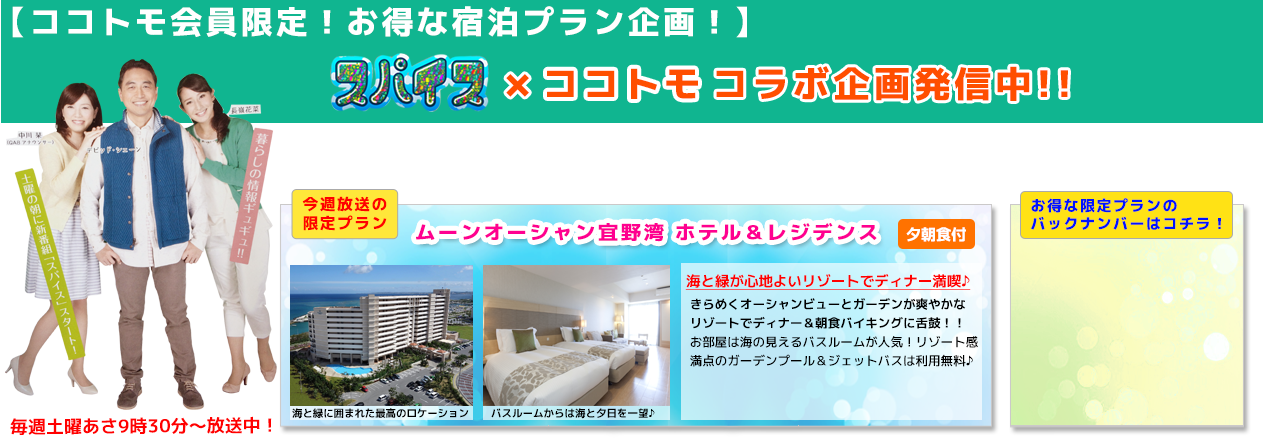 【ココトモ会員限定！お得な宿泊プラン企画！】
スパイス × ココトモ コラボ企画発信中!!
中川 栞
デビッド・シェーン
長嶺花菜
土曜の朝に新番組「スパイス」スタート！
暮らしの情報ギュギュ!!
毎週土曜あさ9時30分～放送中！
今週放送の
限定プラン
ムーンオーシャン宜野湾 ホテル＆レジデンス
夕朝食付
海と緑に囲まれた最高のロケーション
バスルームからは海と夕日を一望♪
海と緑が心地よいリゾートでディナー満喫♪
きらめくオーシャンビューとガーデンが爽やかな
リゾートでディナー＆朝食バイキングに舌鼓！！
お部屋は海の見えるバスルームが人気！リゾート感
満点のガーデンプール＆ジェットバスは利用無料♪
お得な限定プランの
バックナンバーはコチラ！